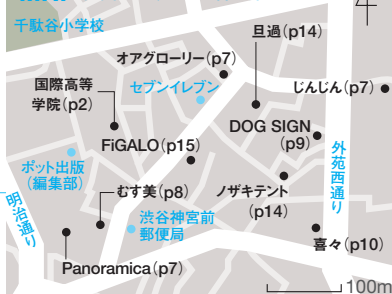 千駄谷小学校
旦過(p14)
オアグローリー(p7)
セブンイレブン
国際高等
学院(p2)
じんじん(p7)
DOG SIGN
(p9)
FiGALO(p15)
ポット出版
(編集部)
外苑西通り
むす美(p8)
ノザキテント
(p14)
明治通り
渋谷神宮前
郵便局
喜々(p10)
Panoramica(p7)
100m